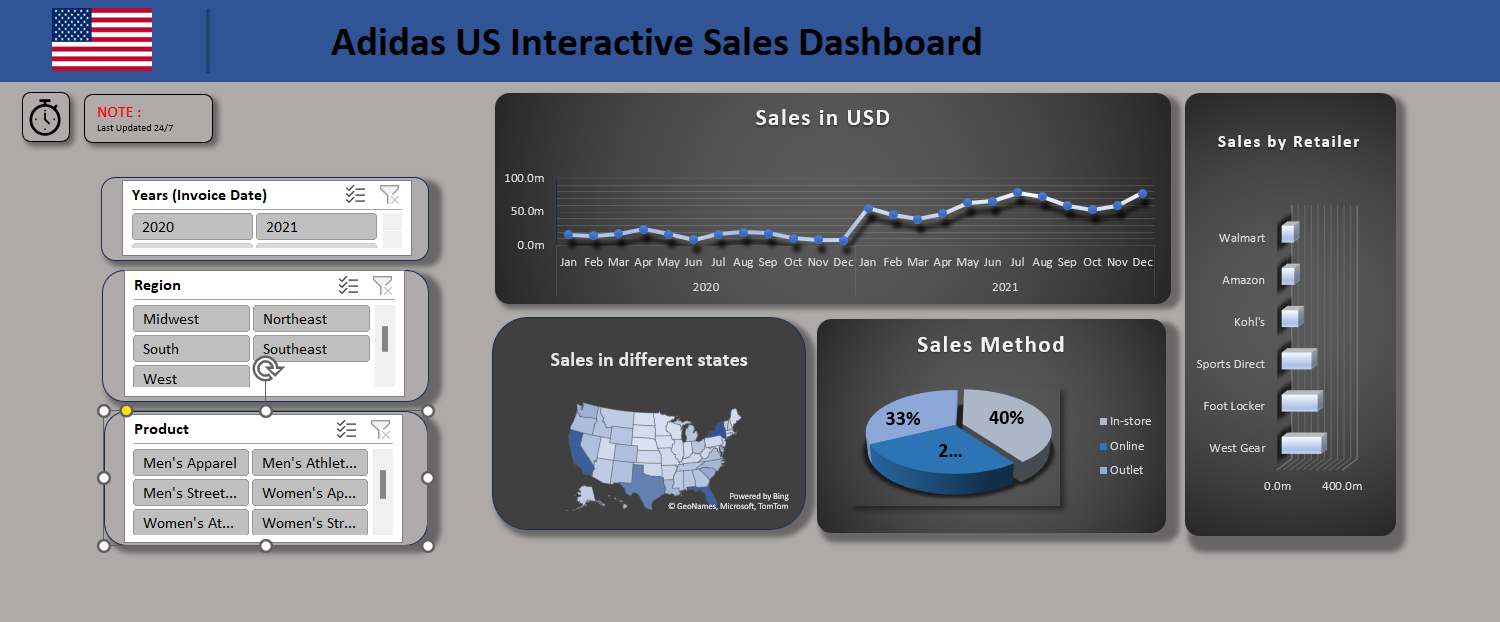 Adidas US Interactive Sales Dashboard
NOTE :
Last Updated 24/7
Years (Invoice Date)
2020 2021
Region
Midwest Northeast
South Southeast
West
Product
Men's Apparel Men's Athlet...
Men's Street... Women's Ap...
Women's At... Women's Str...
Sales in USD
100.0m
50.0m
0.0m
Jan Feb Mar Apr May Jun Jul Aug Sep Oct Nov Dec Jan Feb Mar Apr May Jun Jul Aug Sep Oct Nov Dec
2020 2021
Sales in different states
Powered by Bing
© GeoNames, Microsoft, TomTom
Sales Method
33% 40%
2...
In-store
Online
Outlet
Sales by Retailer
Walmart
Amazon
Kohl's
Sports Direct
Foot Locker
West Gear
0.0m 400.0m